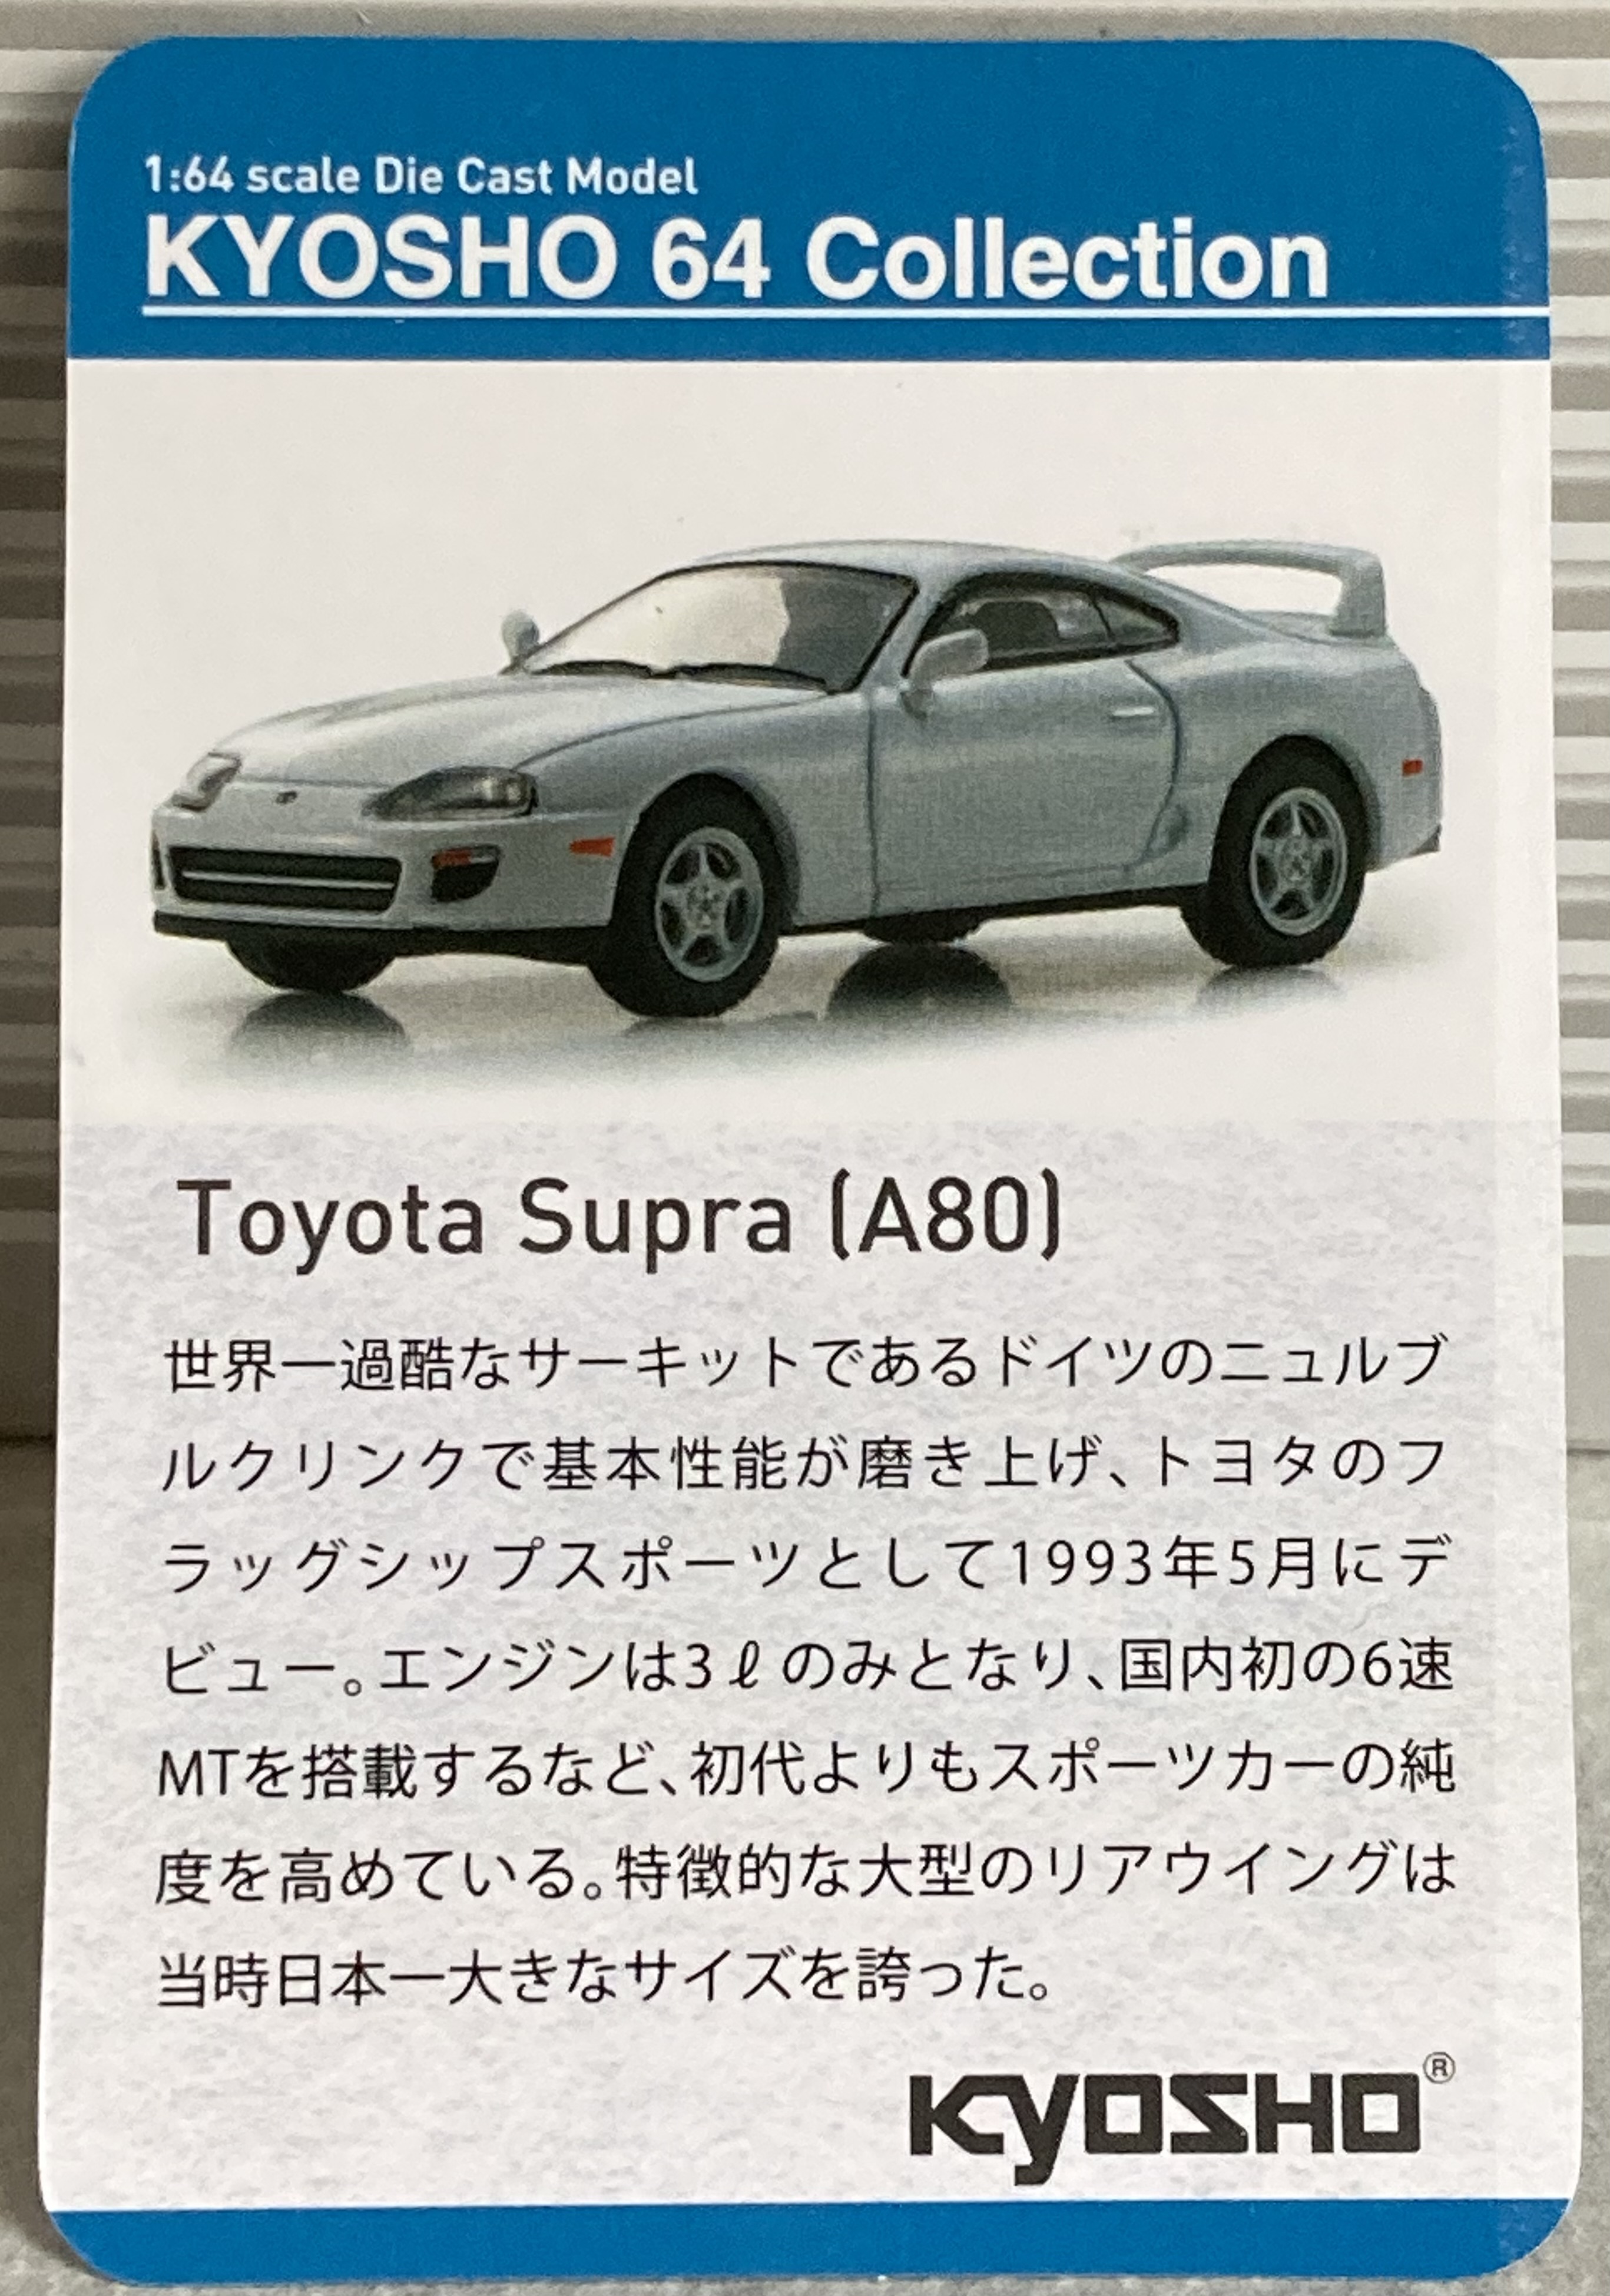 1:64 scale Die Cast Model
KYOSHO 64 Collection
Toyota Supra (A80)
世界一過酷なサーキットであるドイツのニュルブ
ルクリンクで基本性能が磨き上げ、トヨタのフ
ラッグシップスポーツとして1993年5月にデ
ビュー。エンジンは3ℓのみとなり、国内初の6速
MTを搭載するなど、初代よりもスポーツカーの純
度を高めている。特徴的な大型のリアウイングは
当時日本一大きなサイズを誇った。
KYOSHO®